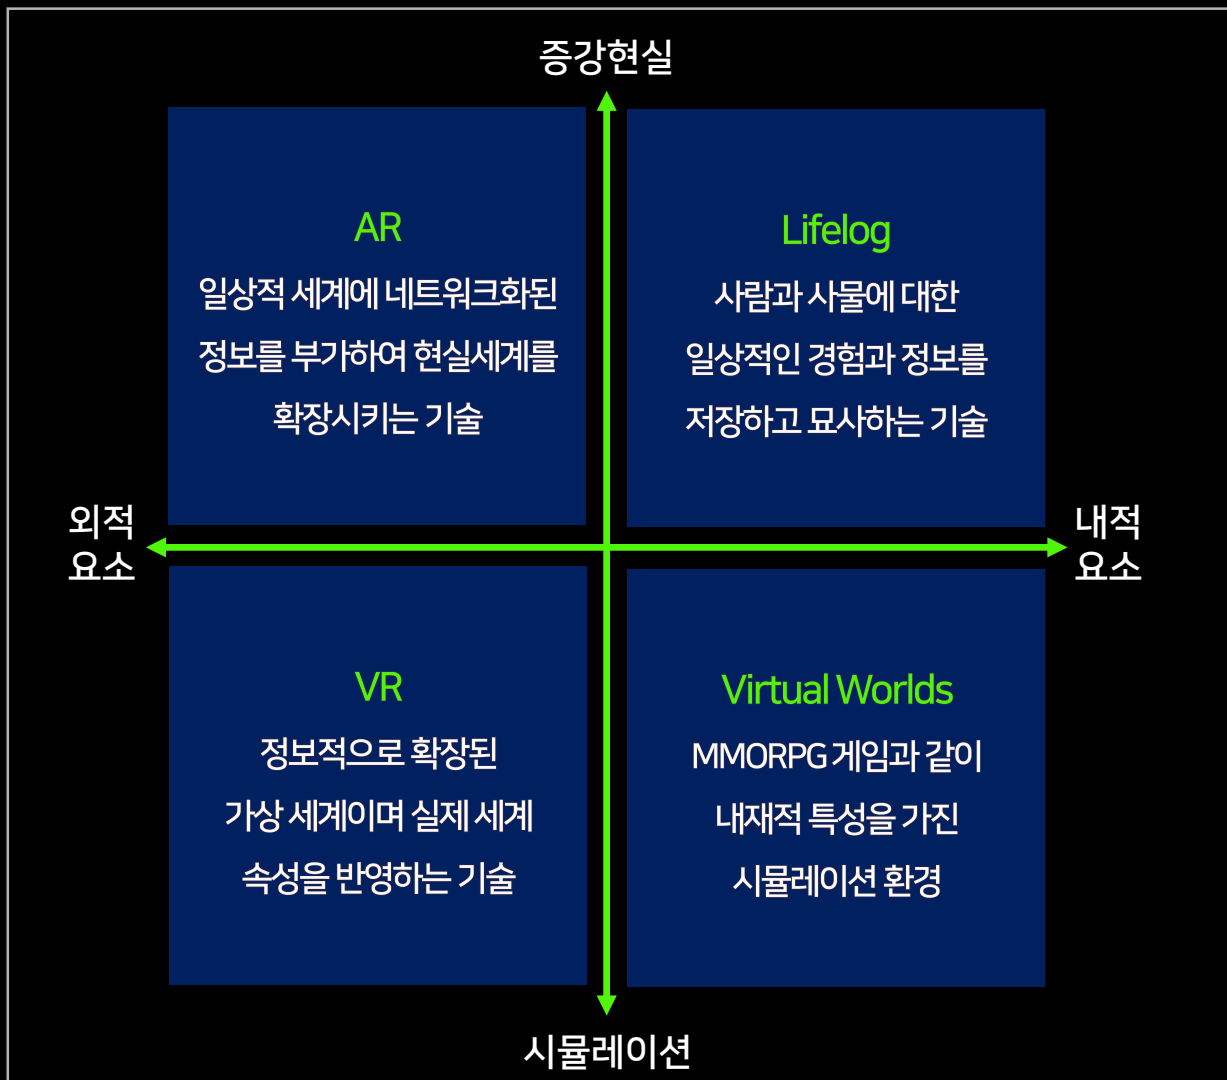 증강현실
AR
일상적 세계에 네트워크화된
정보를 부가하여 현실세계를
확장시키는 기술
Lifelog
사람과 사물에 대한
일상적인 경험과 정보를
저장하고 묘사하는 기술
외적
요소
내적
요소
VR
정보적으로 확장된
가상 세계이며 실제 세계
속성을 반영하는 기술
Virtual Worlds
MMORPG 게임과 같이
내재적 특성을 가진
시뮬레이션 환경
시뮬레이션